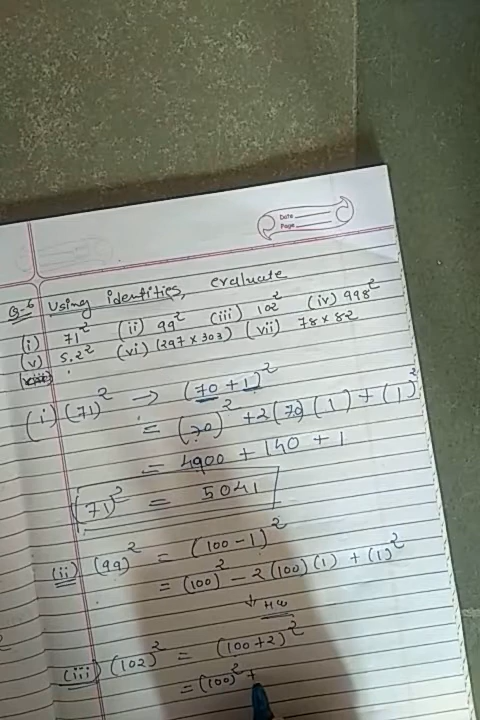 Date
Page
Q-6 Using identities, evaluate
(i) 71² (ii) 99² (iii) 102² (iv) 998²
(v) 5.2² (vi) (297 × 303) (vii) 78 × 82
(i) (71)² → (70 + 1)²
= (70)² + 2(70)(1) + (1)²
= 4900 + 140 + 1
(71)² = 5041
(ii) (99)² = (100 - 1)²
= (100)² - 2(100)(1) + (1)²
↓ HW
(iii) (102)² = (100 + 2)²
= (100)² +